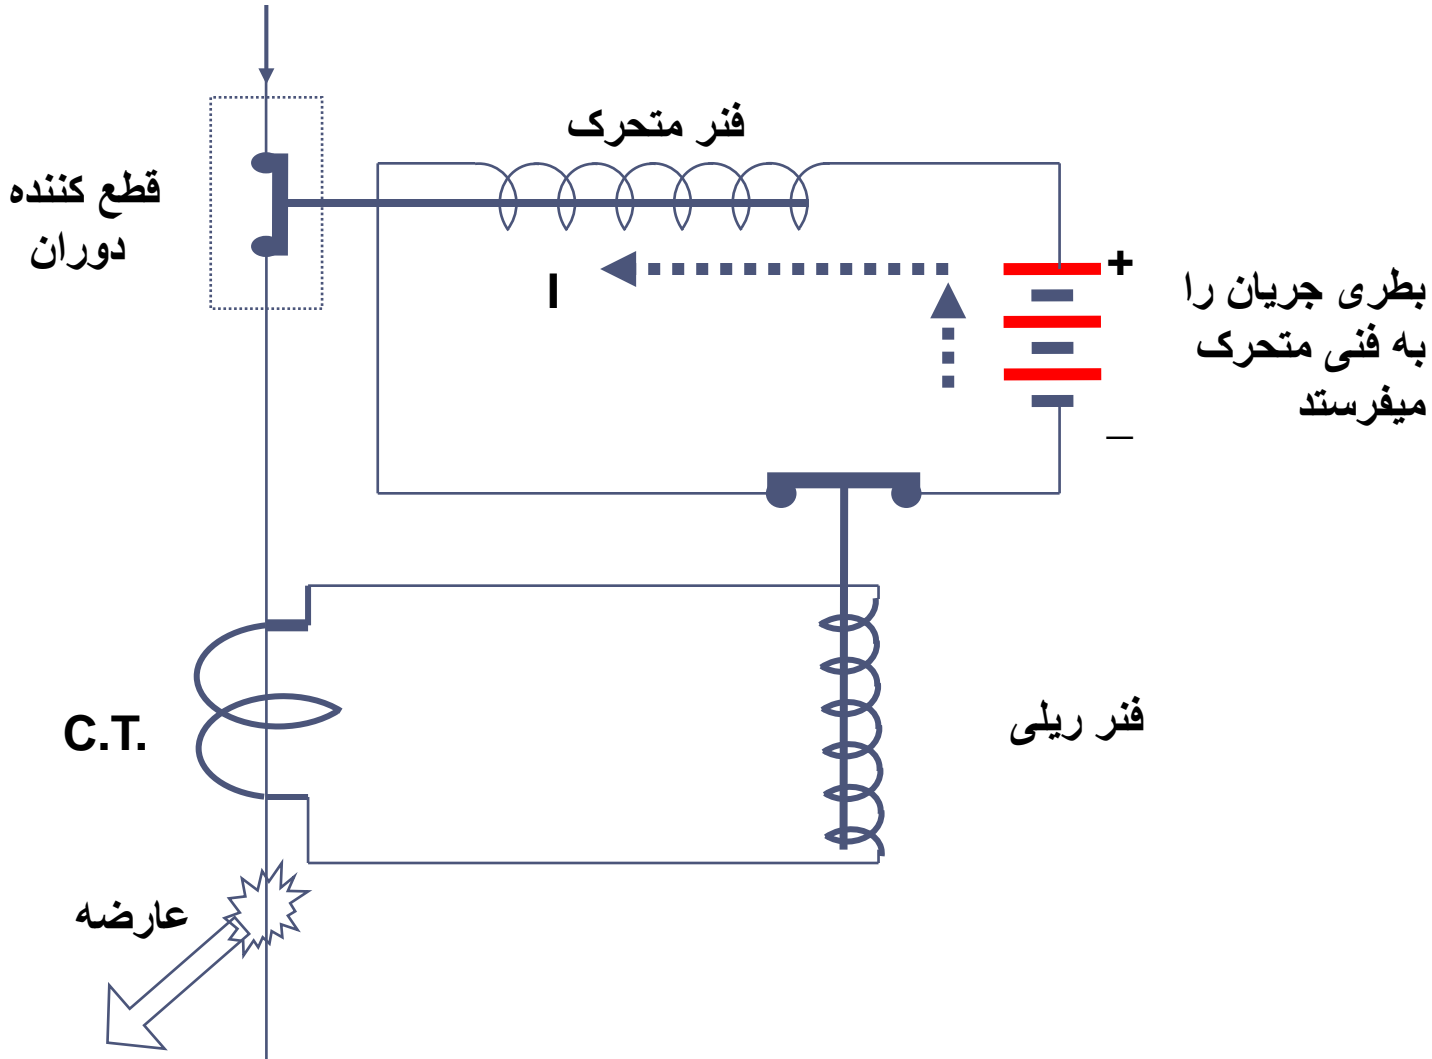 فنر متحرک
قطع کننده
دوران
I
+
بطری جریان را
به فنی متحرک
میفرستد
_
C.T.
فنر ریلی
عارضه